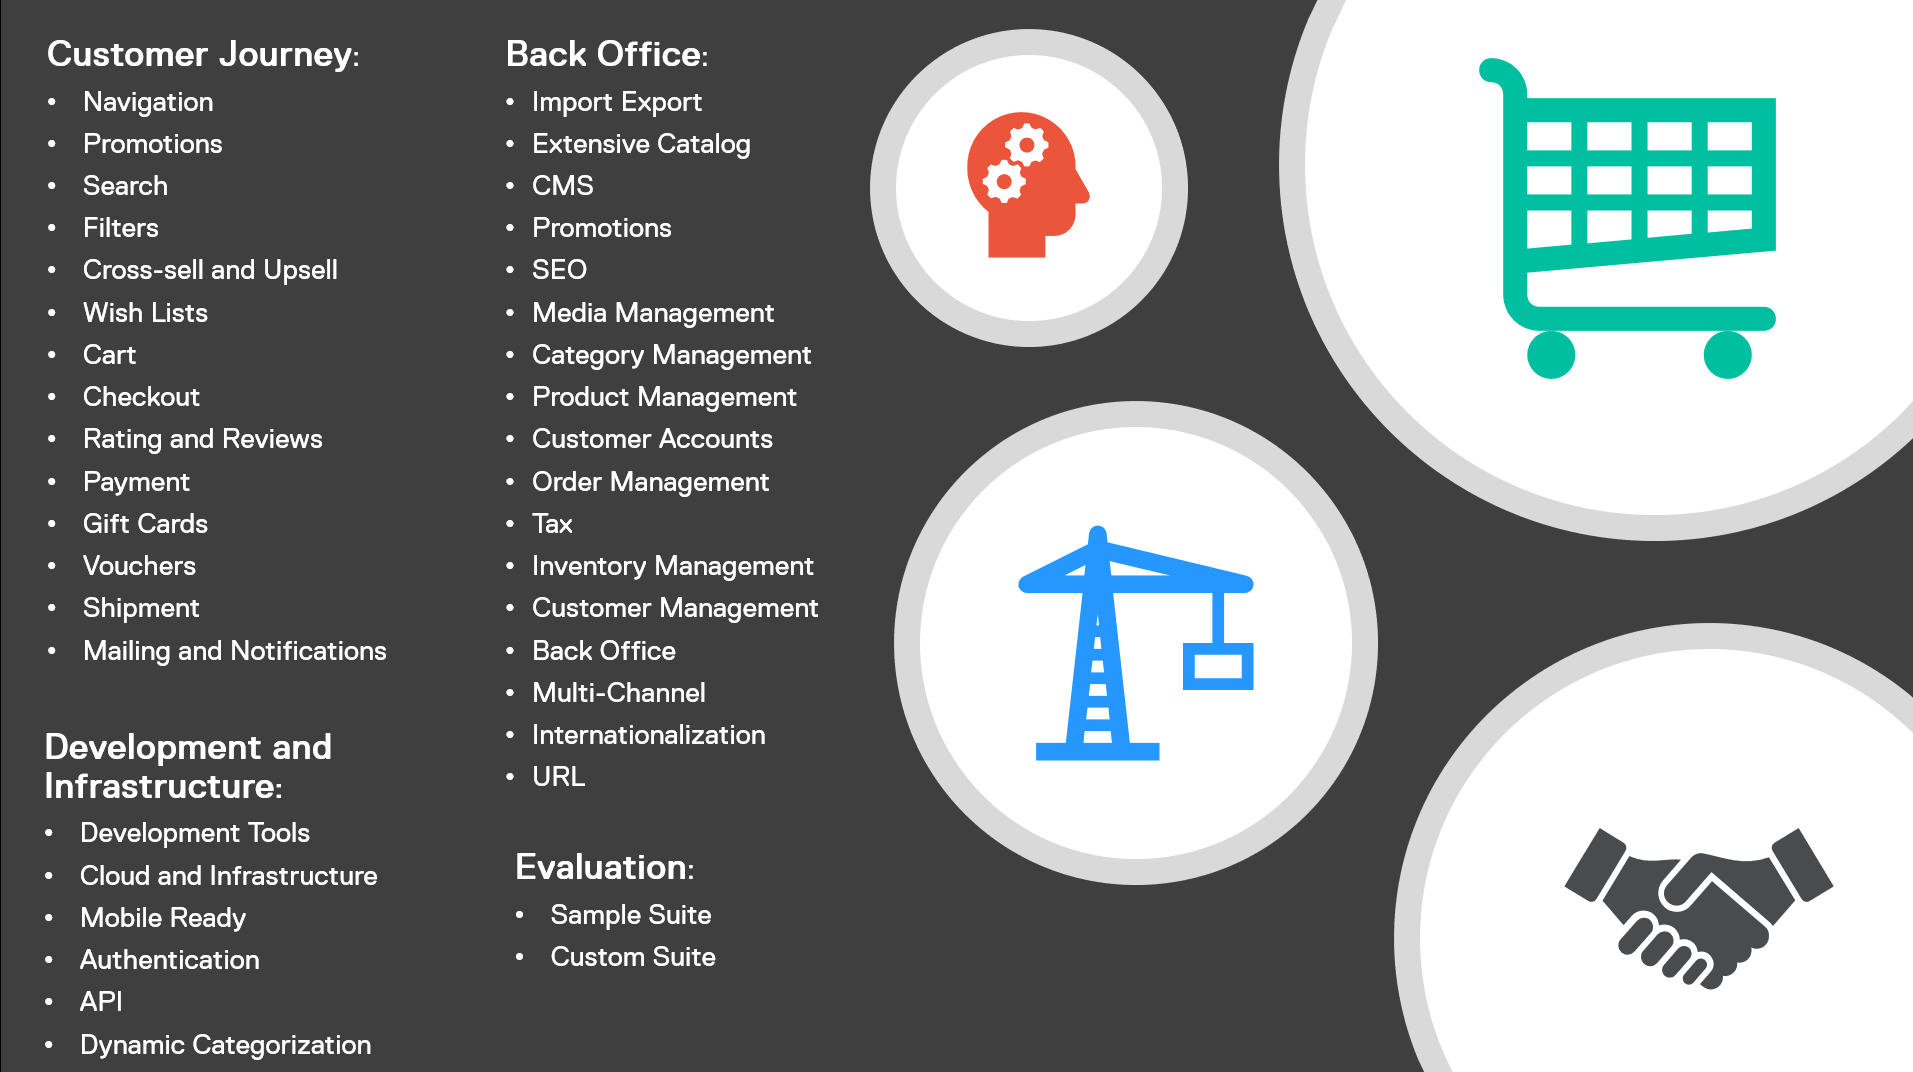 Customer Journey:
• Navigation
• Promotions
• Search
• Filters
• Cross-sell and Upsell
• Wish Lists
• Cart
• Checkout
• Rating and Reviews
• Payment
• Gift Cards
• Vouchers
• Shipment
• Mailing and Notifications
Development and
Infrastructure:
• Development Tools
• Cloud and Infrastructure
• Mobile Ready
• Authentication
• API
• Dynamic Categorization
Back Office:
• Import Export
• Extensive Catalog
• CMS
• Promotions
• SEO
• Media Management
• Category Management
• Product Management
• Customer Accounts
• Order Management
• Tax
• Inventory Management
• Customer Management
• Back Office
• Multi-Channel
• Internationalization
• URL
Evaluation:
• Sample Suite
• Custom Suite